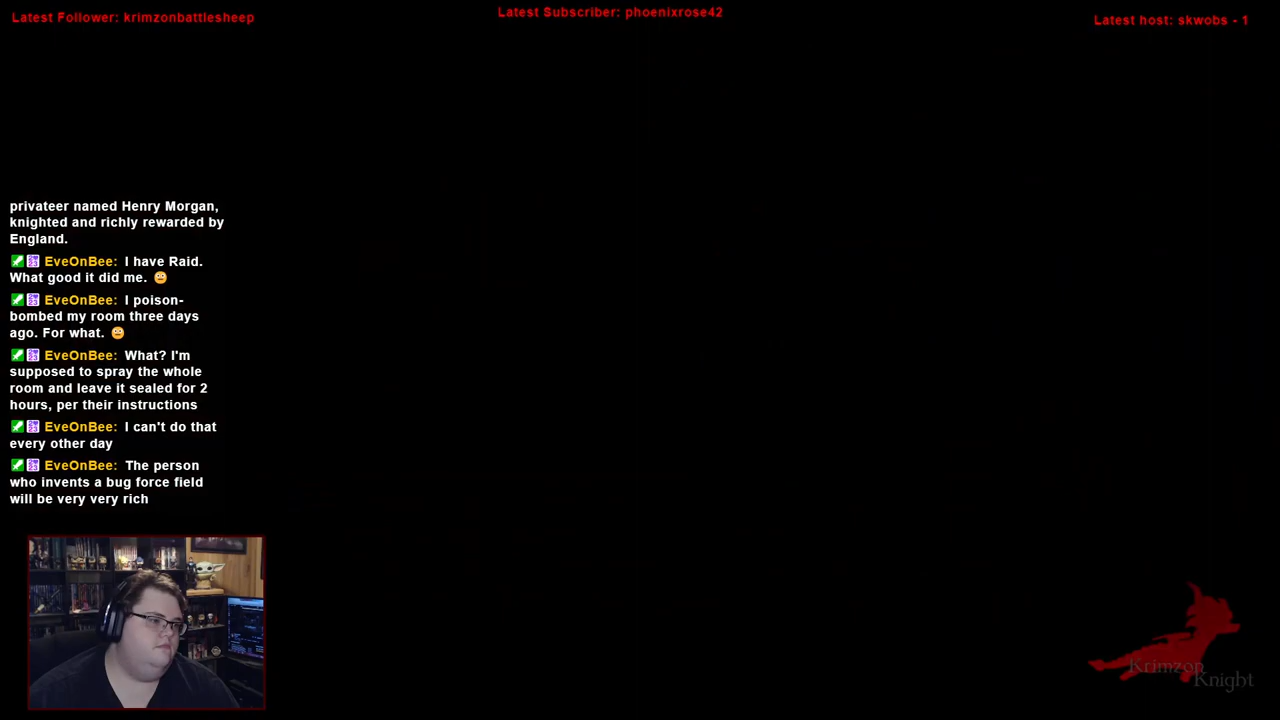 Latest Follower: krimzonbattlesheep
Latest Subscriber: phoenixrose42
Latest host: skwobs - 1
privateer named Henry Morgan,
knighted and richly rewarded by
England.
EveOnBee: I have Raid.
What good it did me.
EveOnBee: I poison-
bombed my room three days
ago. For what.
EveOnBee: What? I'm
supposed to spray the whole
room and leave it sealed for 2
hours, per their instructions
EveOnBee: I can't do that
every other day
EveOnBee: The person
who invents a bug force field
will be very very rich
Krimzon
Knight